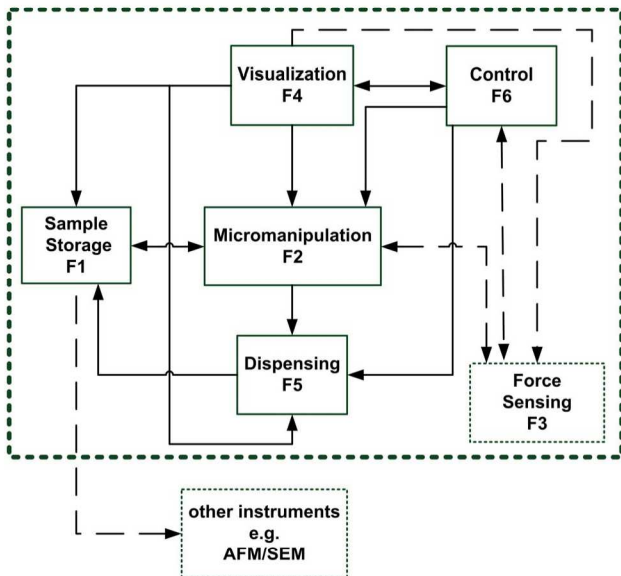 Visualization
F4
Control
F6
Sample
Storage
F1
Micromanipulation
F2
Dispensing
F5
Force
Sensing
F3
other instruments
e.g.
AFM/SEM